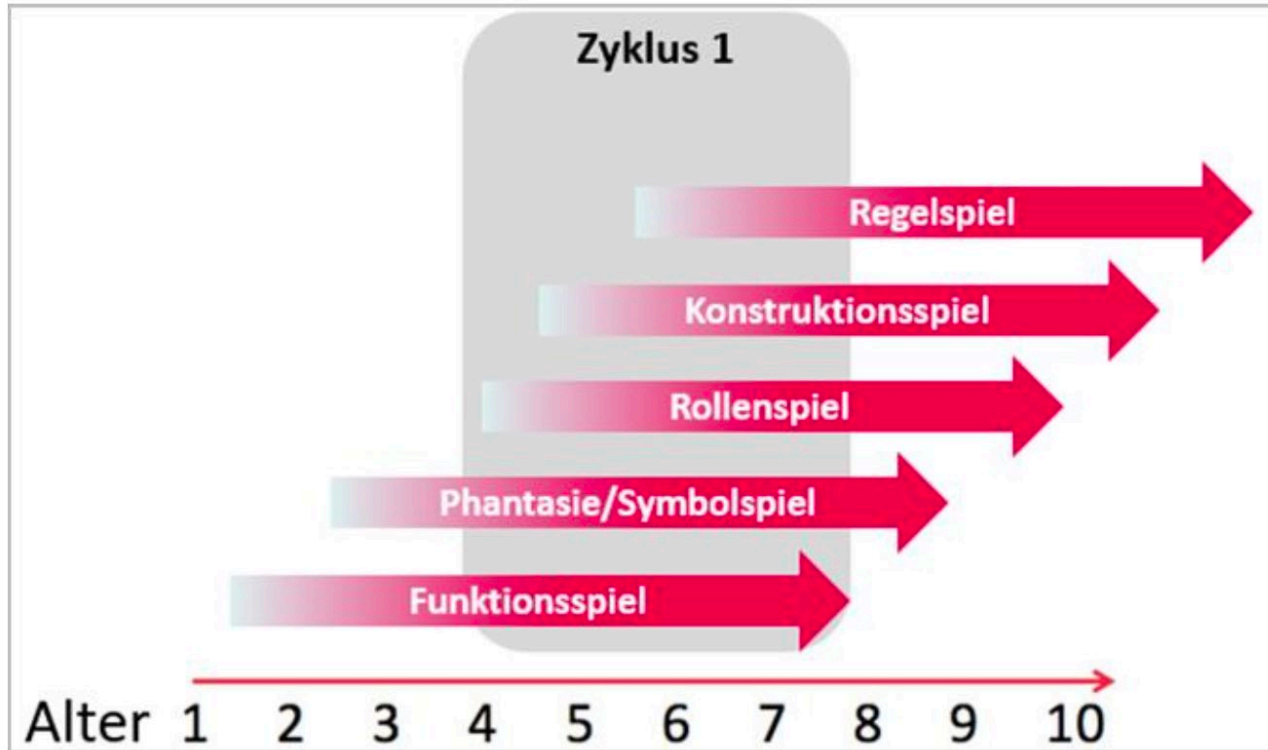 Zyklus 1
Regelspiel
Konstruktionsspiel
Rollenspiel
Phantasie/Symbolspiel
Funktionsspiel
Alter 1 2 3 4 5 6 7 8 9 10